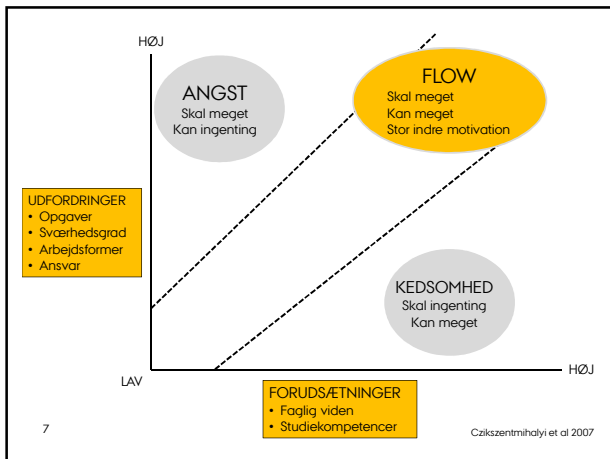 HØJ
ANGST
Skal meget
Kan ingenting
FLOW
Skal meget
Kan meget
Stor indre motivation
UDFORDRINGER
• Opgaver
• Sværhedsgrad
• Arbejdsformer
• Ansvar
KEDSOMHED
Skal ingenting
Kan meget
LAV
HØJ
FORUDSÆTNINGER
• Faglig viden
• Studiekompetencer
7
Czikszentmihalyi et al 2007